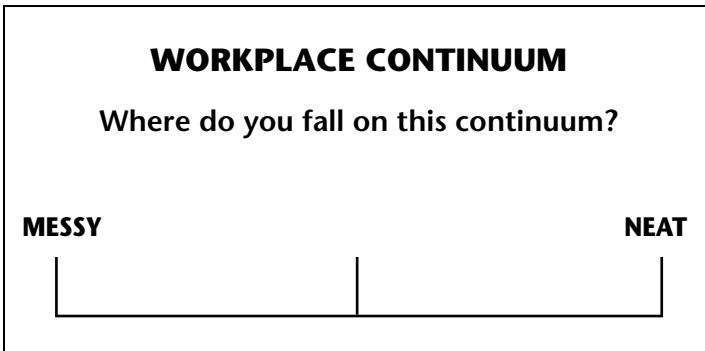 WORKPLACE CONTINUUM
Where do you fall on this continuum?
MESSY NEAT